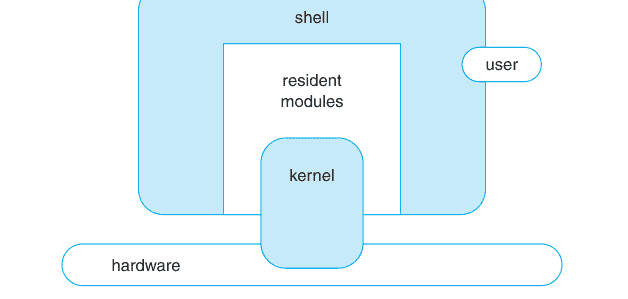 shell
user
resident
modules
kernel
hardware